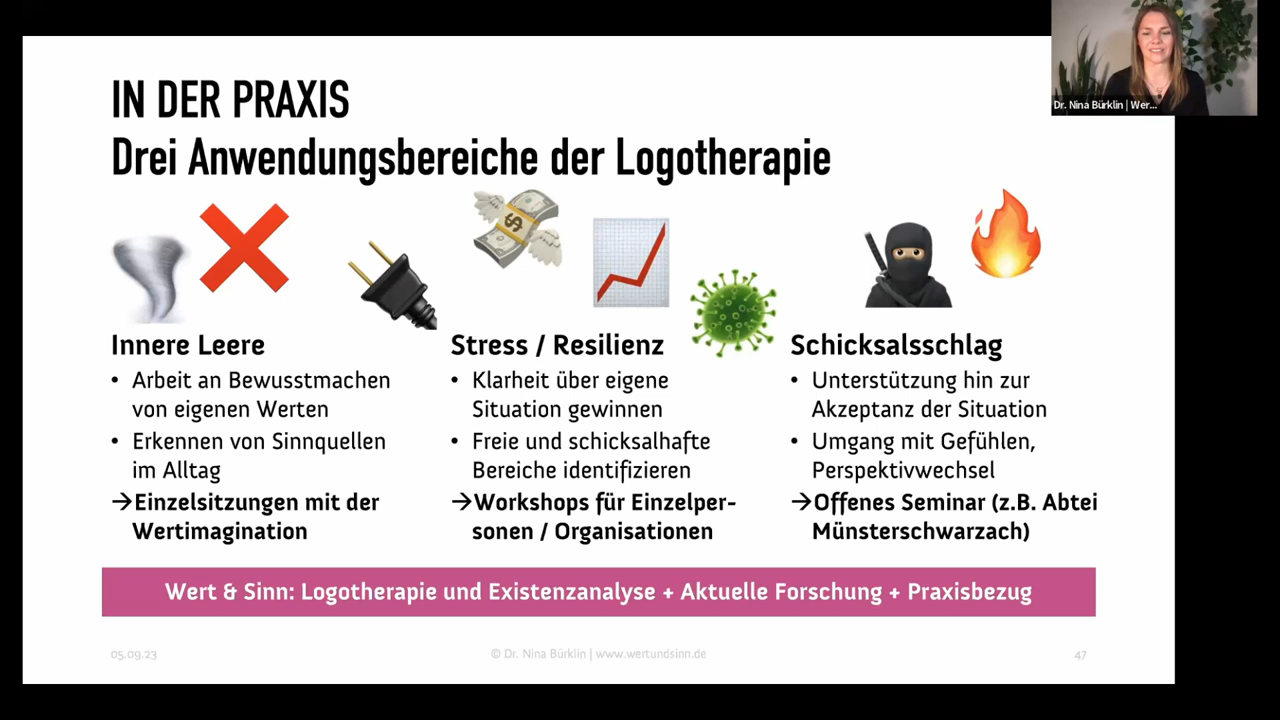 Dr. Nina Bürklin | Wer...
IN DER PRAXIS
Drei Anwendungsbereiche der Logotherapie
Innere Leere
• Arbeit an Bewusstmachen
von eigenen Werten
• Erkennen von Sinnquellen
im Alltag
→Einzelsitzungen mit der
Wertimagination
Stress / Resilienz
• Klarheit über eigene
Situation gewinnen
• Freie und schicksalhafte
Bereiche identifizieren
→Workshops für Einzelper-
sonen / Organisationen
Schicksalsschlag
• Unterstützung hin zur
Akzeptanz der Situation
• Umgang mit Gefühlen,
Perspektivwechsel
→Offenes Seminar (z.B. Abtei
Münsterschwarzach)
Wert & Sinn: Logotherapie und Existenzanalyse + Aktuelle Forschung + Praxisbezug
05.09.23
© Dr. Nina Bürklin | www.wertundsinn.de
47